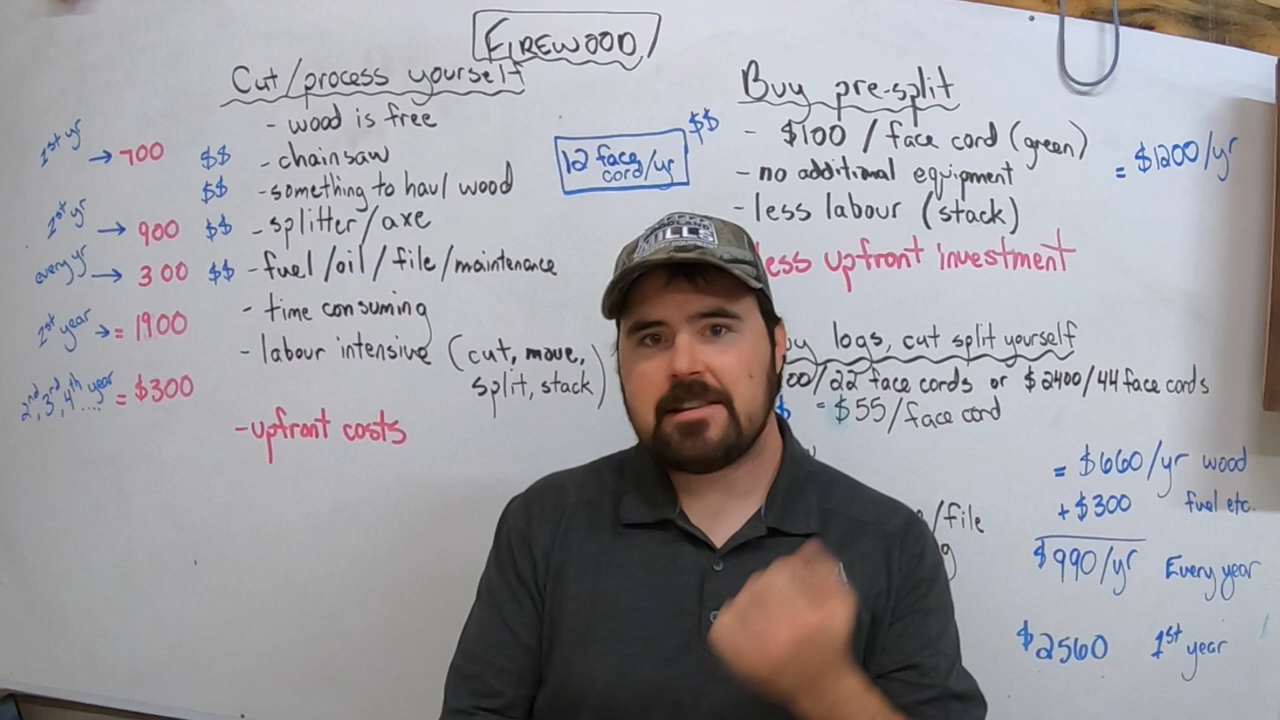 FIREWOOD
Cut/process yourself
- wood is free
1st yr → 700 $$ - chainsaw
$$ - something to haul wood
→ 900 $$ - splitter/axe
every yr → 300 $$ - fuel/oil/file/maintenance
- time consuming
→ = 1900
- labour intensive (cut, move,
split, stack)
2nd, 3rd, 4th year .... = $300
- upfront costs
12 face
cord/yr
$$
Buy pre-split
- $100 / face cord (green)
= $1200/yr
- no additional equipment
- less labour (stack)
less upfront investment
MILLS
logs, cut split yourself
00/22 face cords or $2400/44 face cords
$ = $55/face cord
/file
= $660/yr wood
+ $300 fuel etc.
$990/yr Every year
$2560 1st year